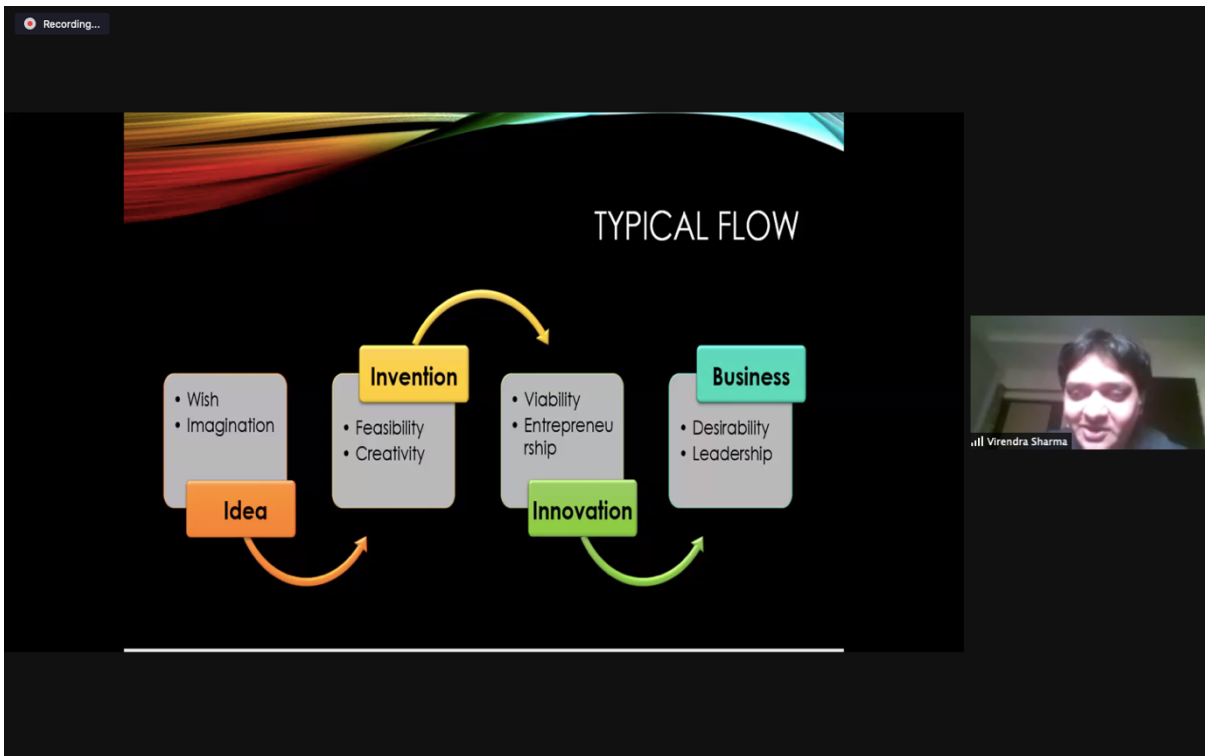 Recording...
TYPICAL FLOW
• Wish
• Imagination
Idea
Invention
• Feasibility
• Creativity
• Viability
• Entrepreneu
rship
Innovation
Business
• Desirability
• Leadership
Virendra Sharma